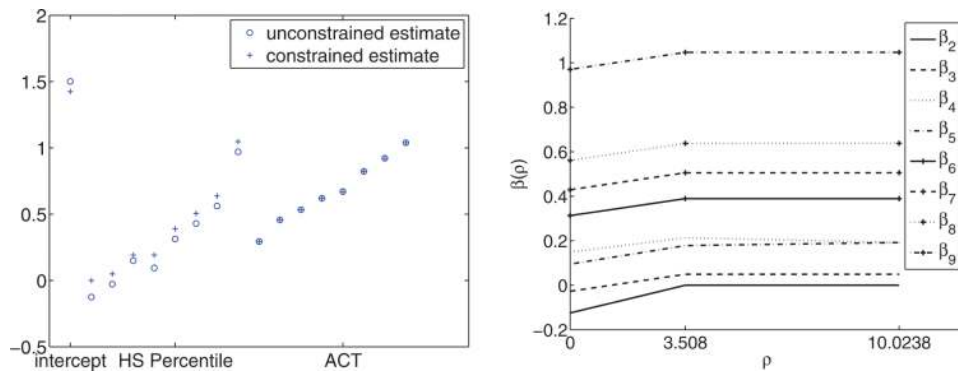 2
1.5
1
0.5
0
−0.5
unconstrained estimate
constrained estimate
intercept
HS Percentile
ACT
1.2
1
0.8
0.6
0.4
0.2
0
−0.2
β(ρ)
0
3.508
10.0238
ρ
β2
β3
β4
β5
β6
β7
β8
β9